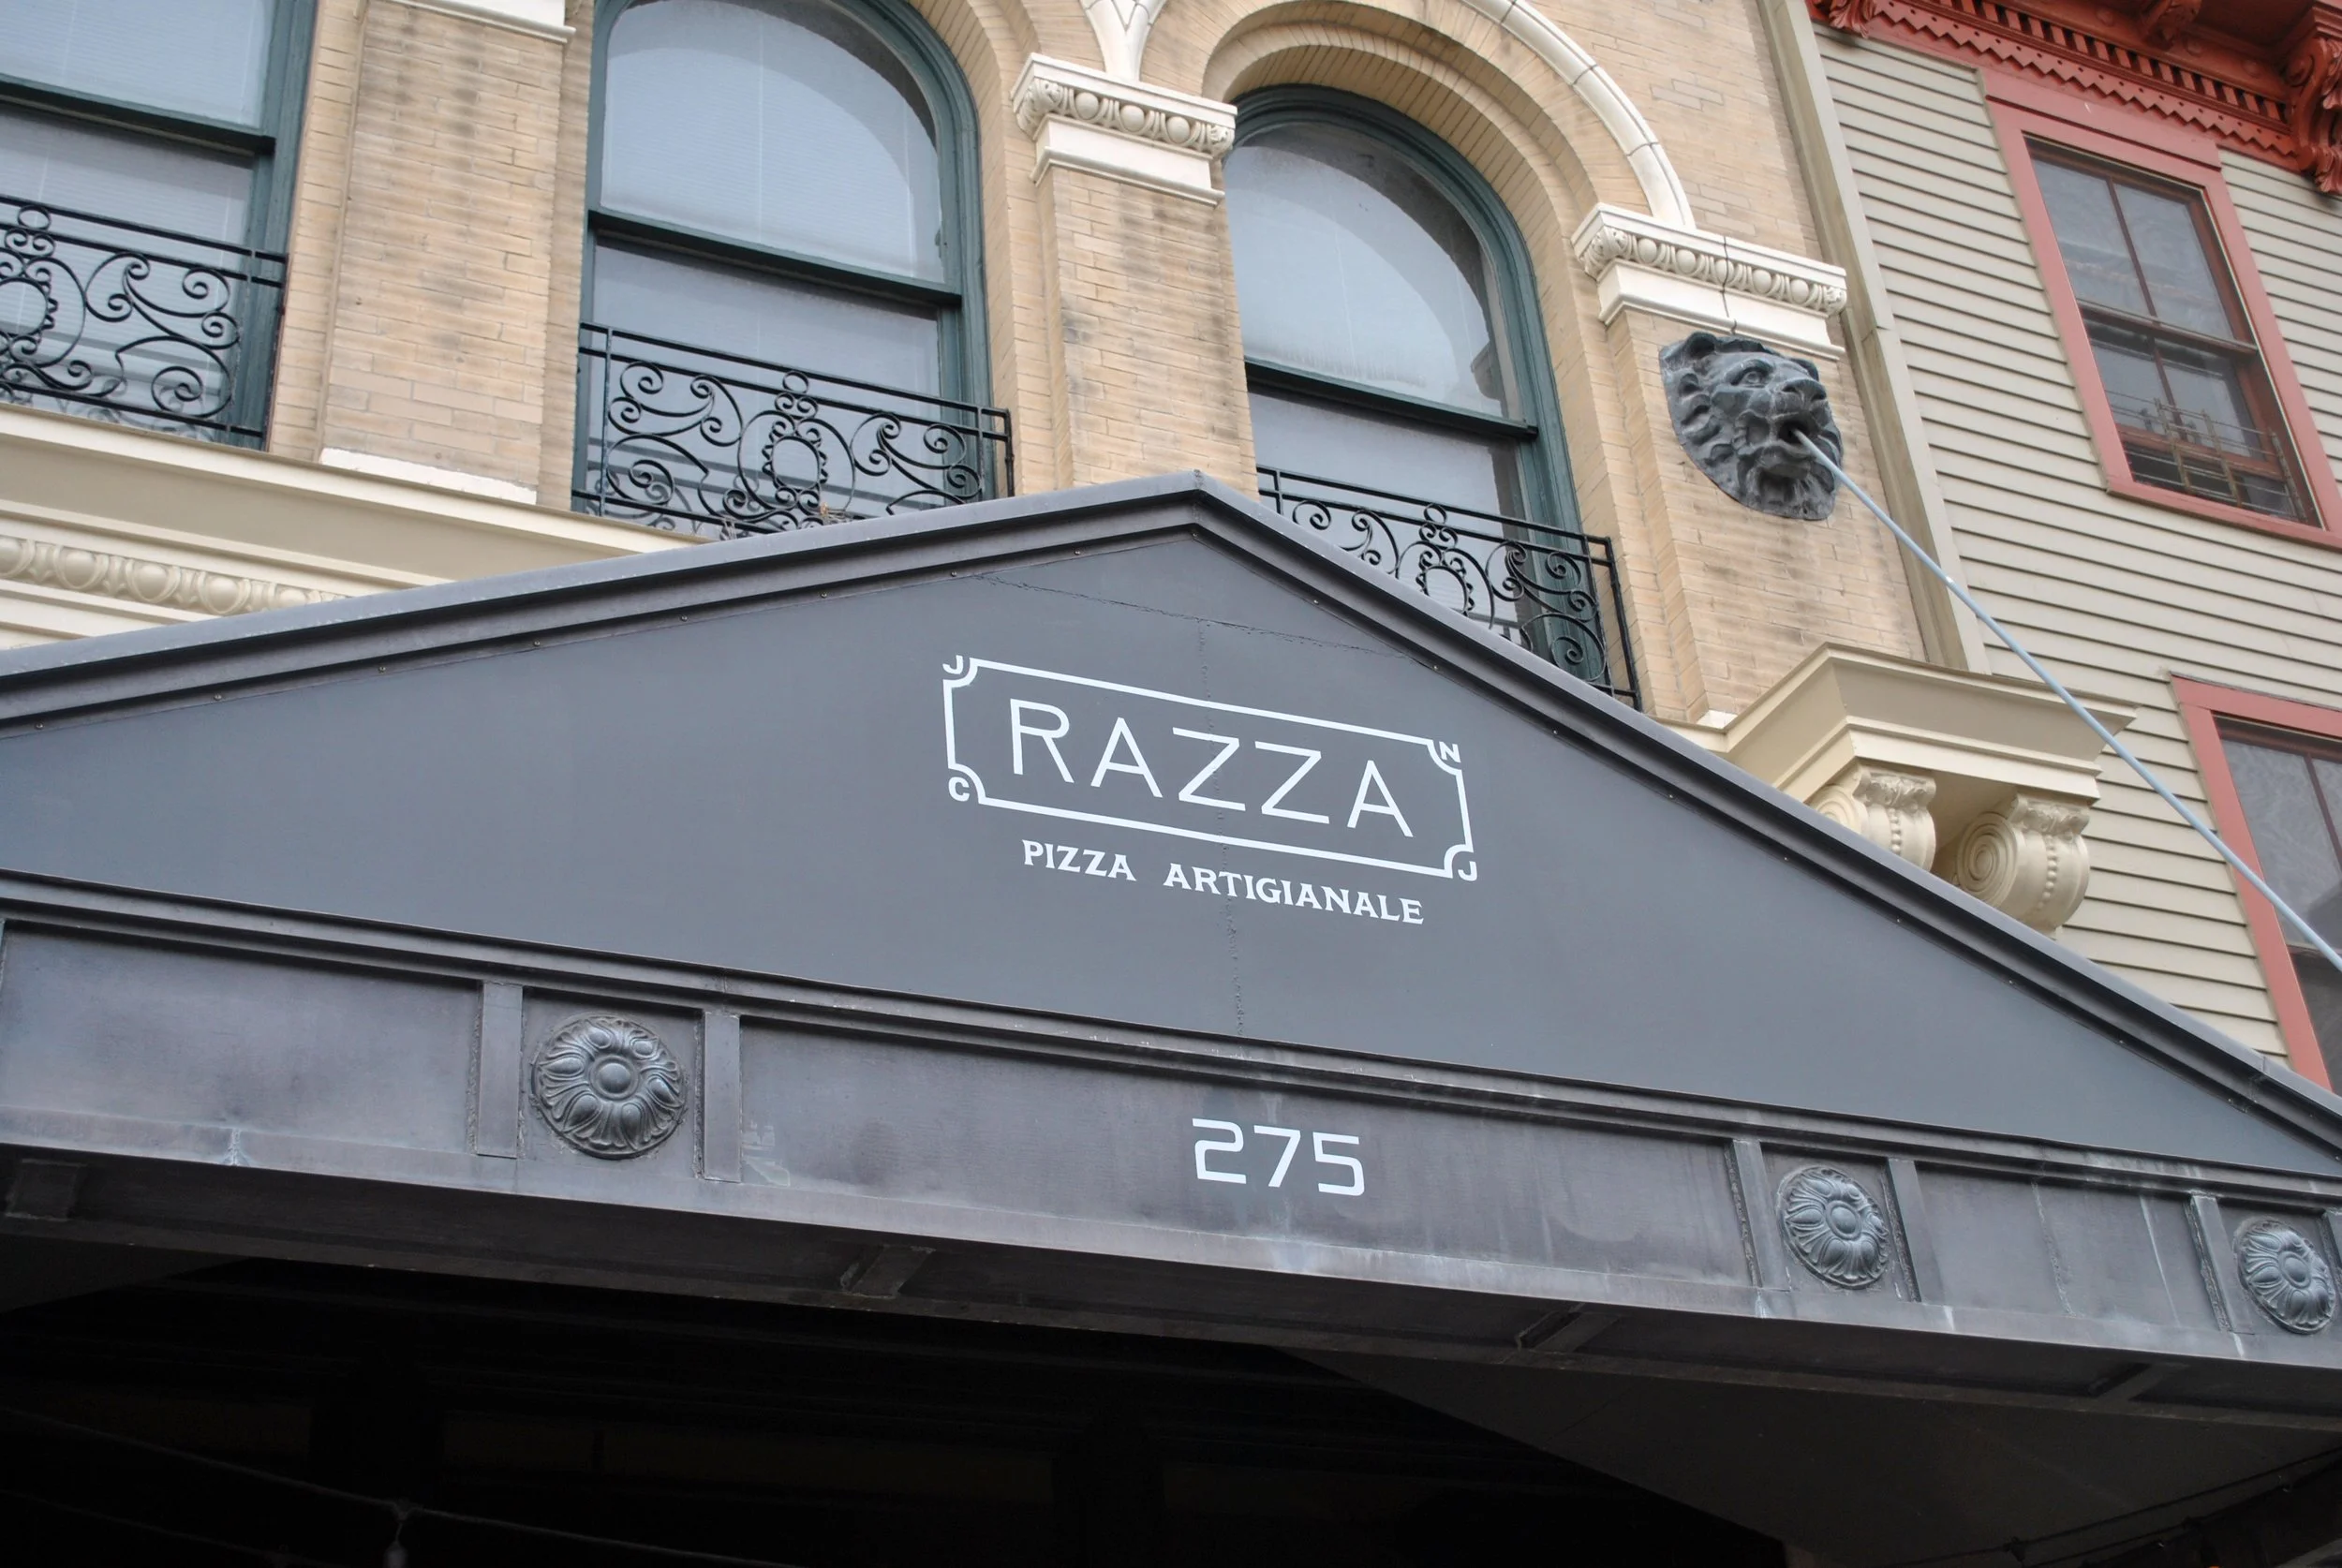 J N
RAZZA
C J
PIZZA ARTIGIANALE
275